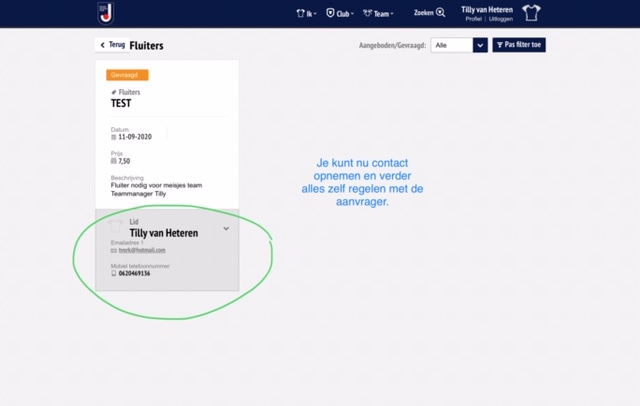 Ik Club Team Zoeken Tilly van Heteren
Profiel Uitloggen
Terug Fluiters Aangeboden/Gevraagd: Alle Pas filter toe
Gevraagd
# Fluiters
TEST
Datum
11-09-2020
Prijs
7,50
Beschrijving
Fluiter nodig voor meisjes team
Teammanager Tilly
Lid
Tilly van Heteren
Emailadres 1
Mobiel telefoonnummer
0620469136
Je kunt nu contact
opnemen en verder
alles zelf regelen met de
aanvrager.